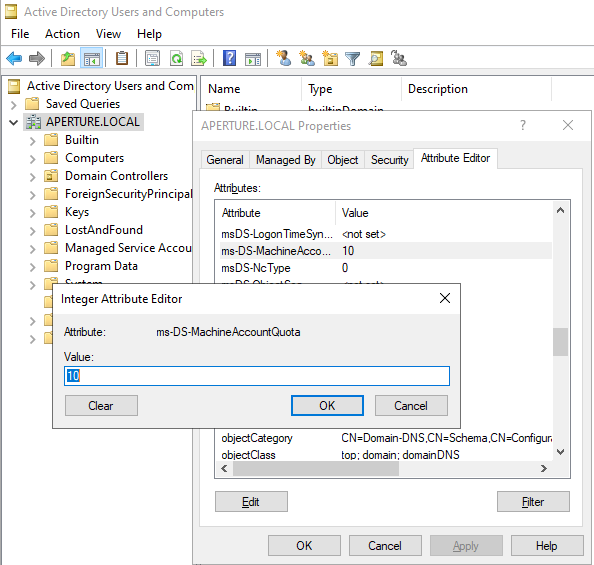 Active Directory Users and Computers
File Action View Help
Active Directory Users and Com
Name Type Description
Saved Queries
Builtin builtinDomain
APERTURE.LOCAL
APERTURE.LOCAL Properties ?
Builtin
Computers
General Managed By Object Security Attribute Editor
Domain Controllers
Attributes:
ForeignSecurityPrincipal
Attribute Value
Keys
LostAndFound
msDS-LogonTimeSyn... <not set>
Managed Service Accou
ms-DS-MachineAcco... 10
Program Data
msDS-NcType 0
System
msDS-ObjectSoa <not set>
Integer Attribute Editor
Attribute: ms-DS-MachineAccountQuota
Value:
10
Clear OK Cancel
objectCategory CN=Domain-DNS,CN=Schema,CN=Configura
objectClass top; domain; domainDNS
Edit Filter
OK Cancel Apply Help